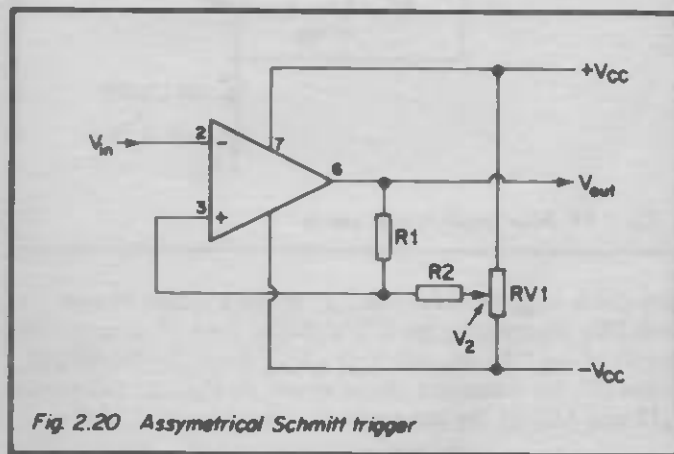 +Vcc
7
Vin
2
-
6
Vout
3
+
R1
R2
RV1
V2
-Vcc
Fig. 2.20 Assymetrical Schmitt trigger